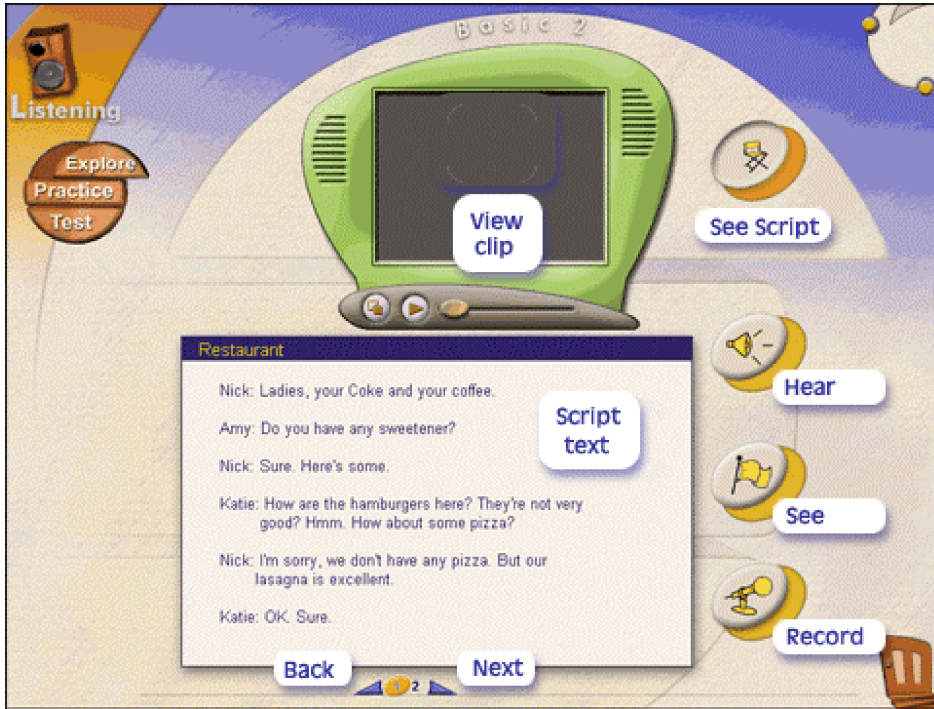 Basic 2
Listening
Explore
Practice
Test
View
clip
See Script
Restaurant
Nick: Ladies, your Coke and your coffee.
Amy: Do you have any sweetener?
Nick: Sure. Here's some.
Katie: How are the hamburgers here? They're not very
good? Hmm. How about some pizza?
Nick: I'm sorry, we don't have any pizza. But our
lasagna is excellent.
Katie: OK. Sure.
Script
text
Hear
See
Record
Back
1 2
Next